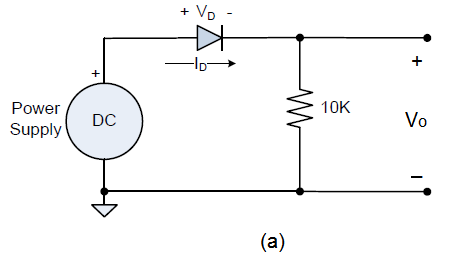 + VD -
ID
+
Power
Supply
DC
10K
+
Vo
–
(a)